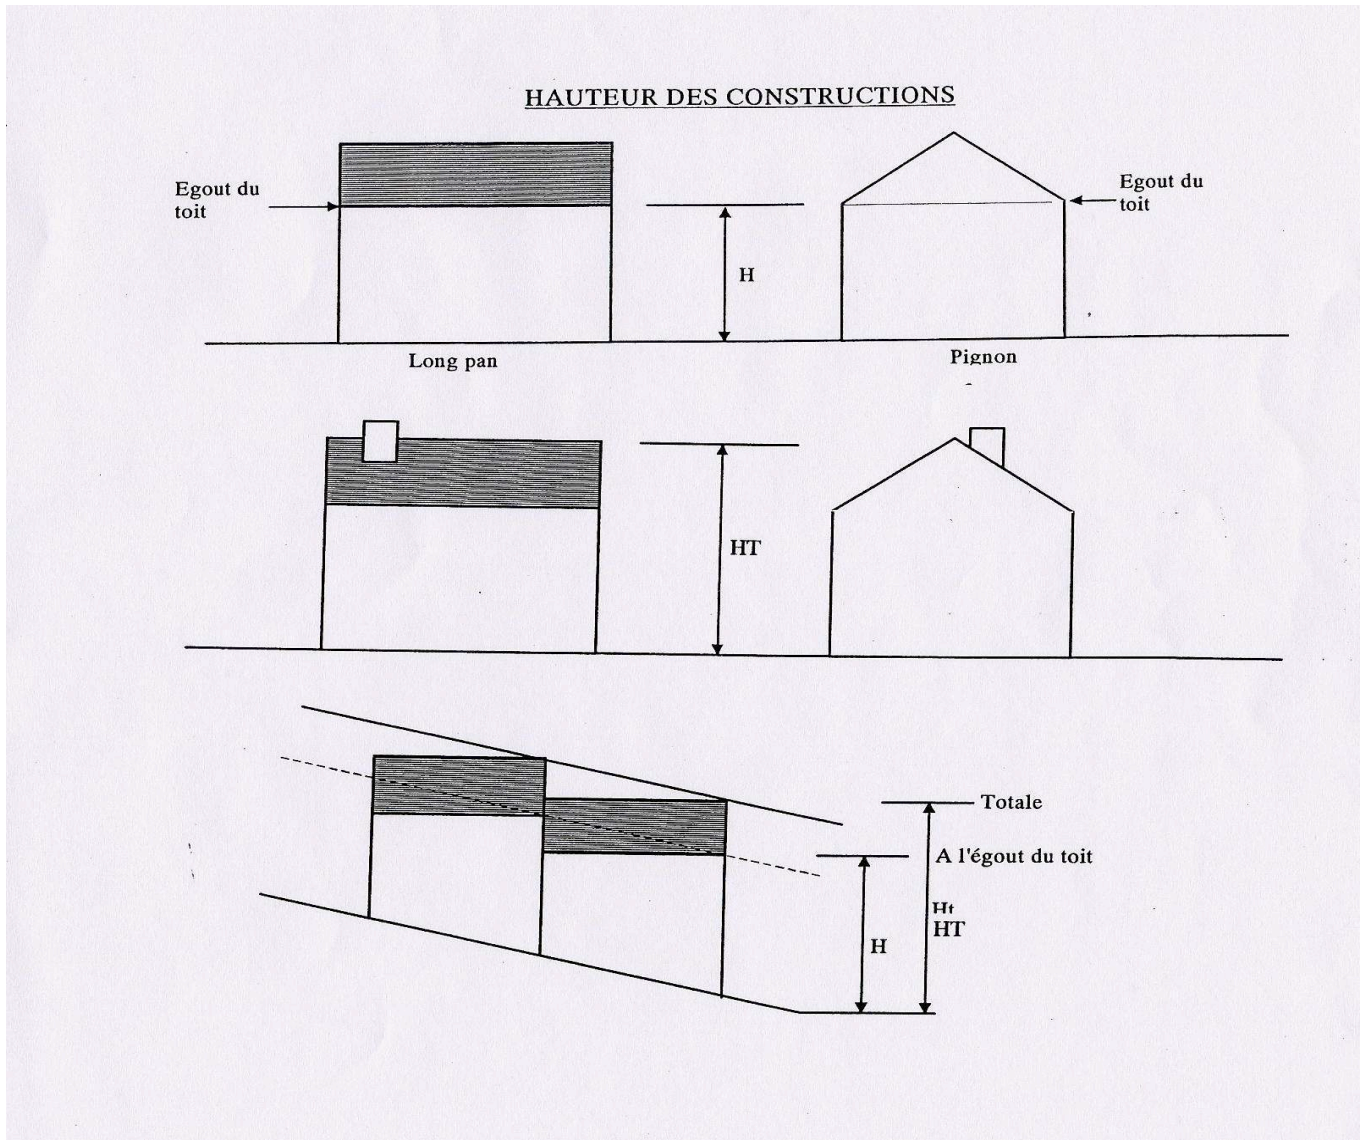 HAUTEUR DES CONSTRUCTIONS
Egout du
toit
Egout du
toit
H
Long pan
Pignon
HT
Totale
A l'égout du toit
Ht
HT
H